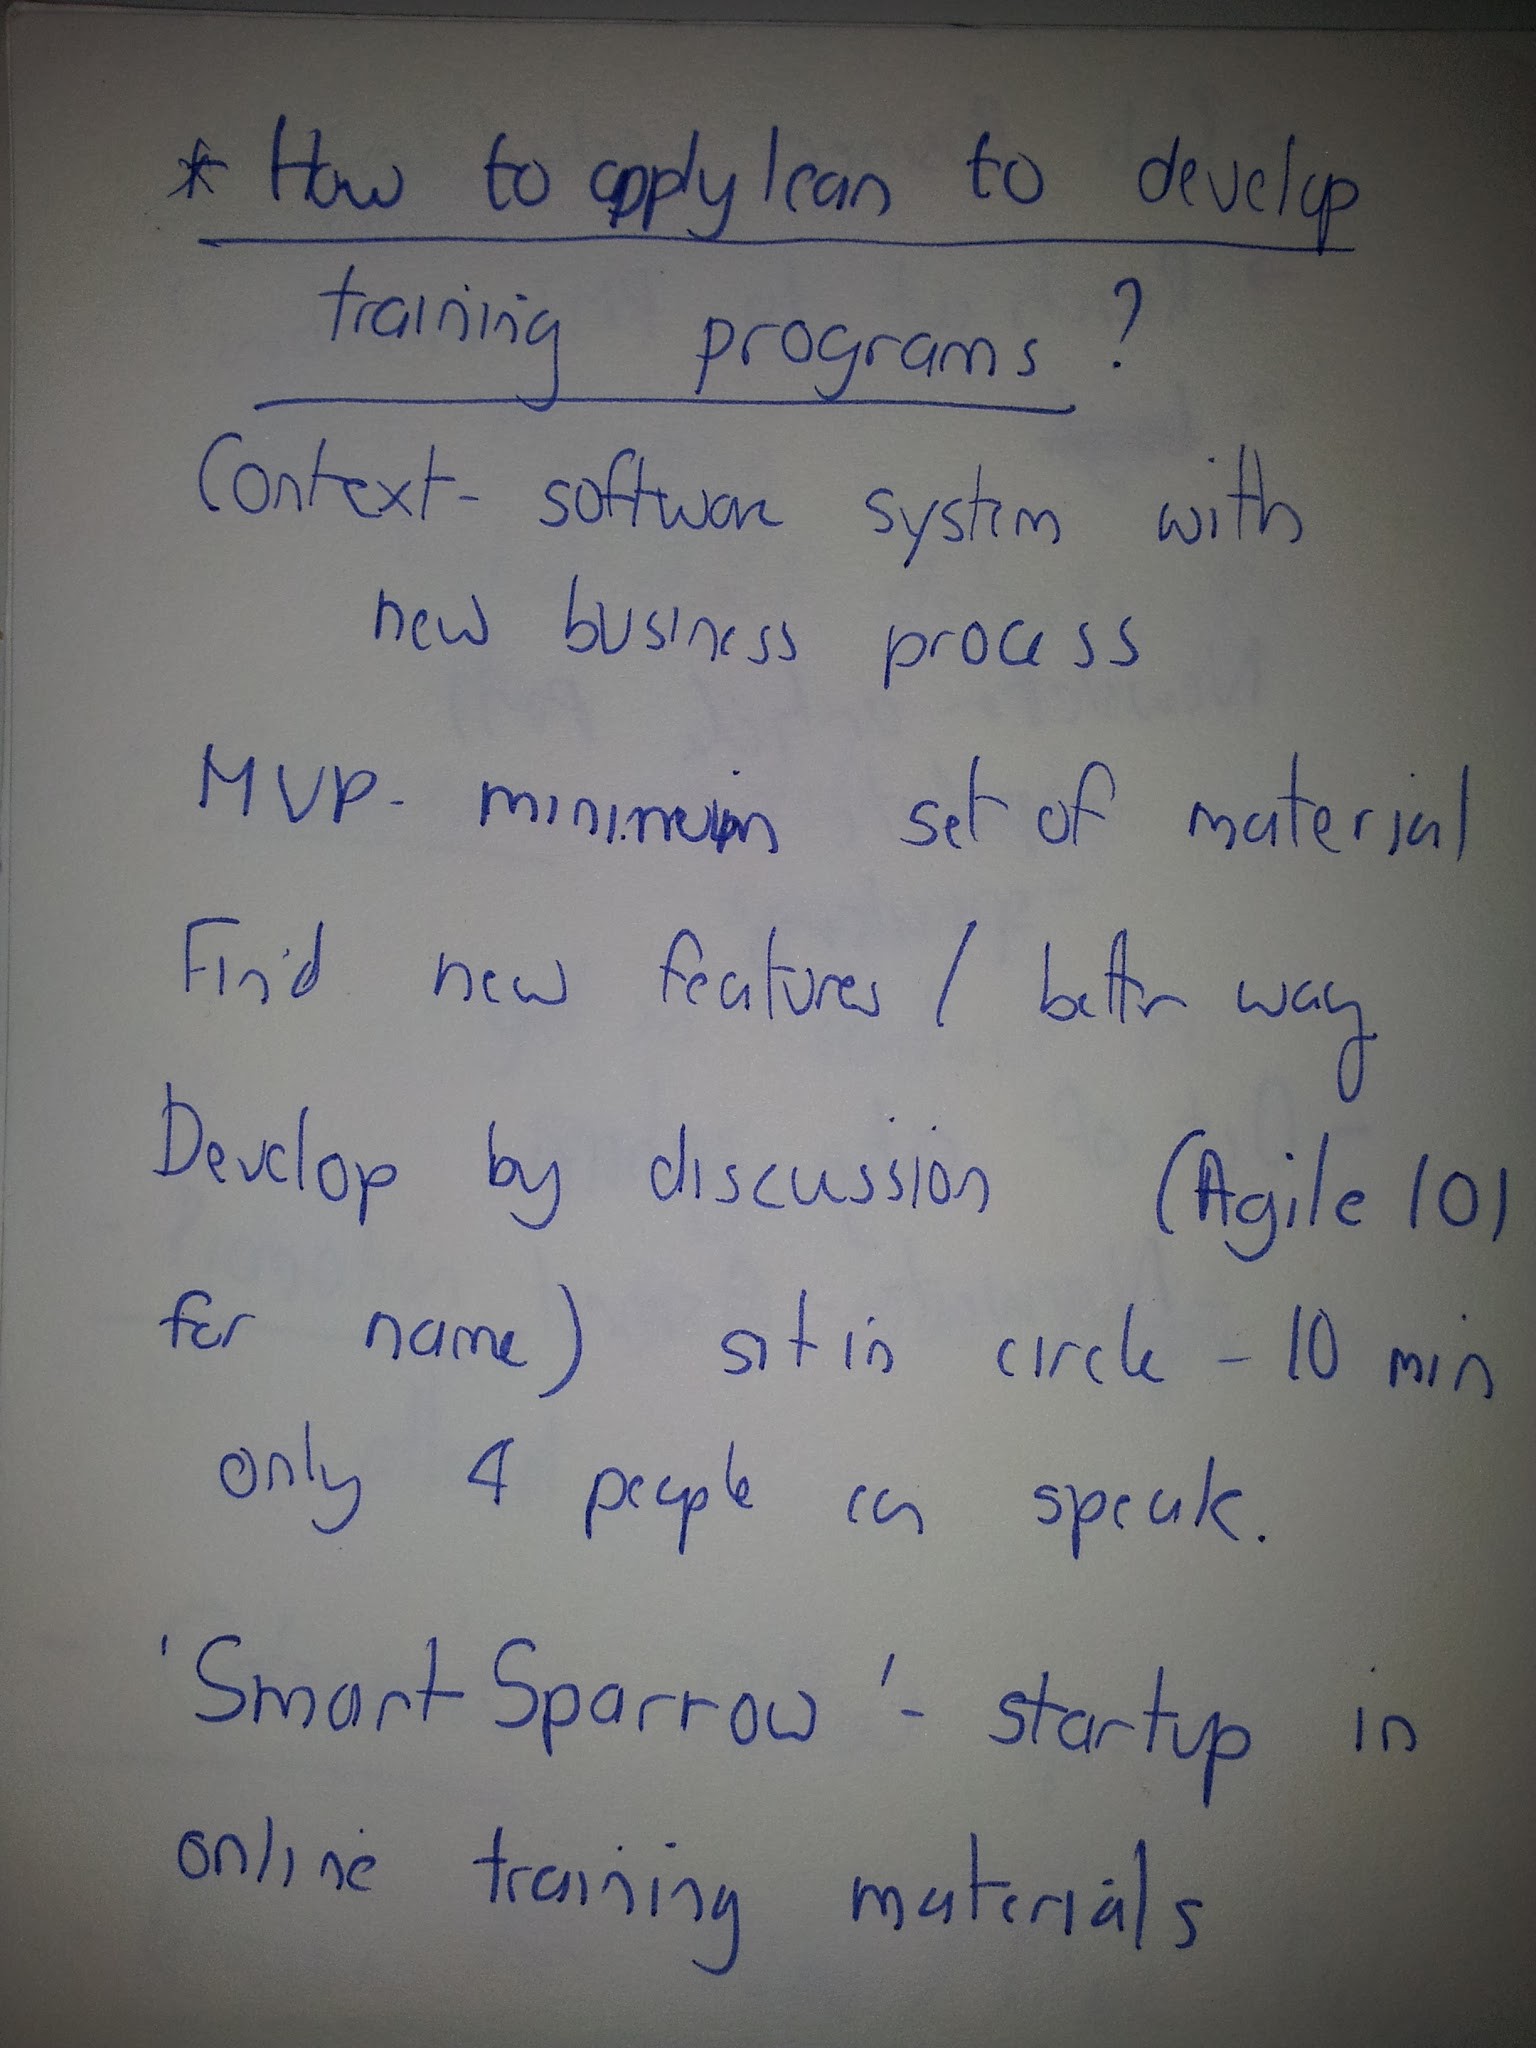 * How to apply lean to develop
training programs ?
Context - software system with
new business process
MVP - minimum set of material
Find new features / better way
Develop by discussion (Agile 101
for name) sit in circle - 10 min
only 4 people can speak.
'Smart Sparrow' - startup in
online training materials